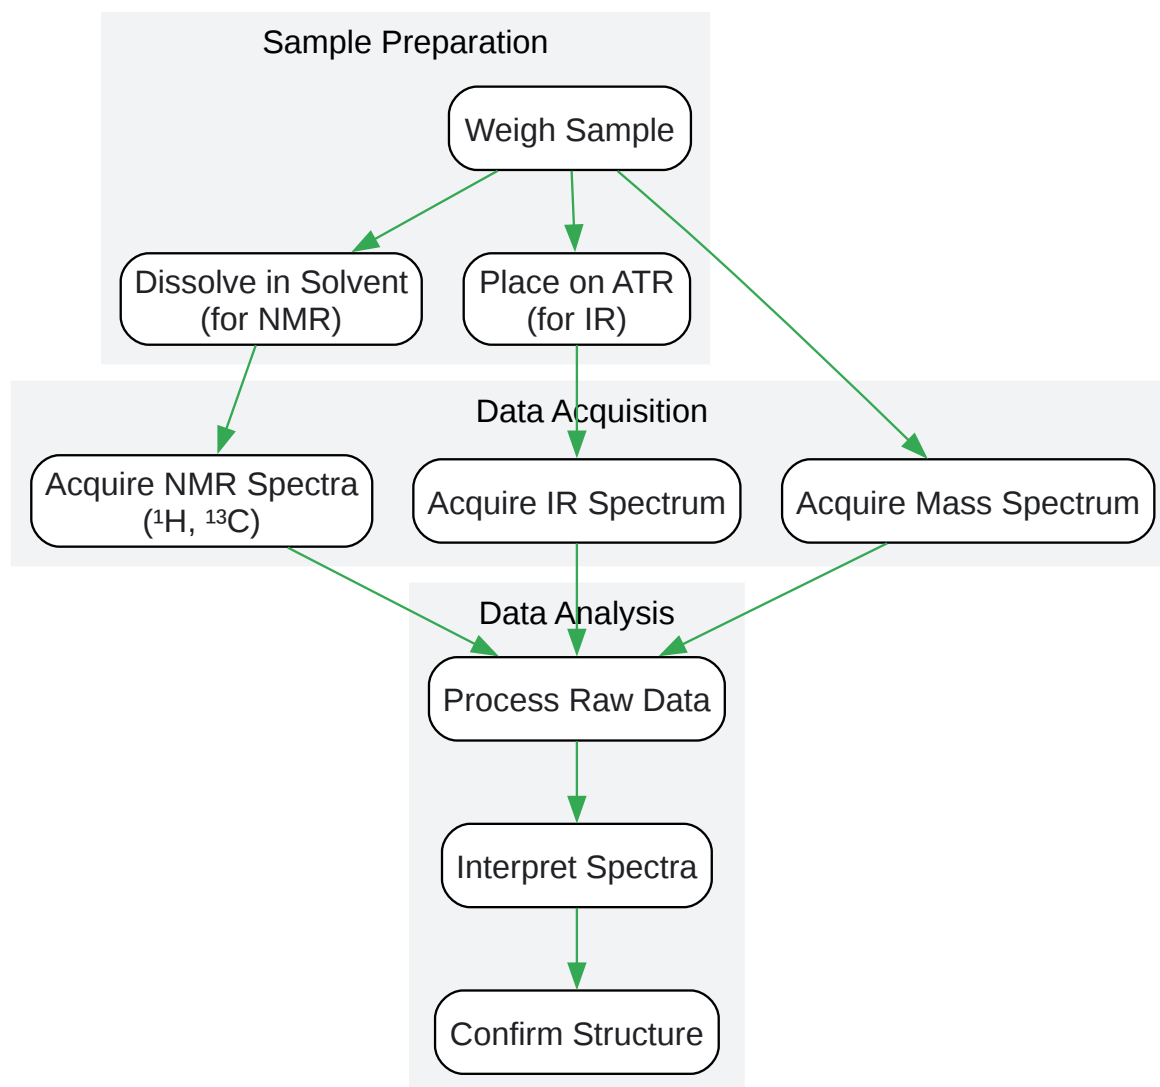 Sample Preparation
Weigh Sample
Dissolve in Solvent
(for NMR)
Place on ATR
(for IR)
Data Acquisition
Acquire NMR Spectra
(¹H, ¹³C)
Acquire IR Spectrum
Acquire Mass Spectrum
Data Analysis
Process Raw Data
Interpret Spectra
Confirm Structure